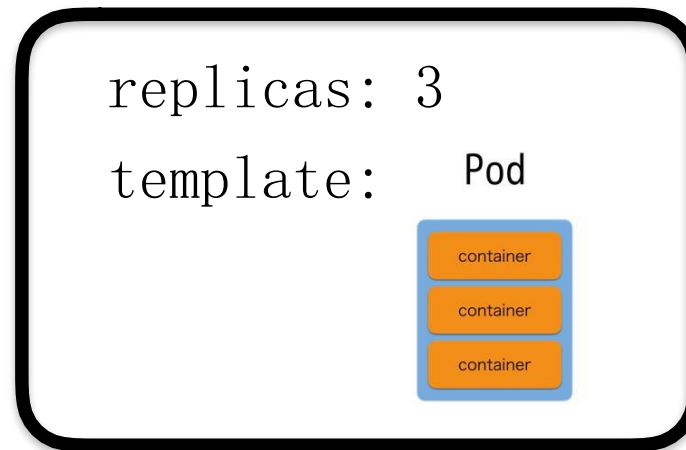 replicas: 3
template:
Pod
container
container
container